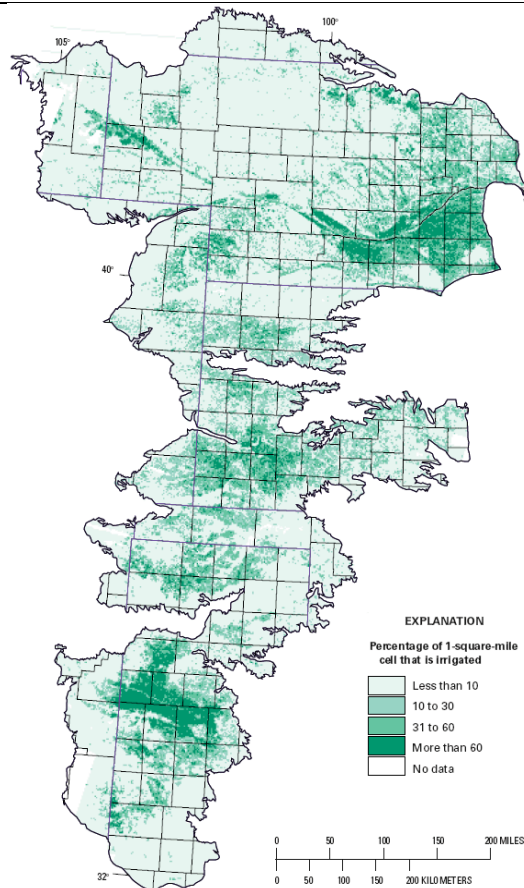 105°
100°
40°
32°
EXPLANATION
Percentage of 1-square-mile
cell that is irrigated
Less than 10
10 to 30
31 to 60
More than 60
No data
0 50 100 150 200 MILES
0 50 100 150 200 KILOMETERS